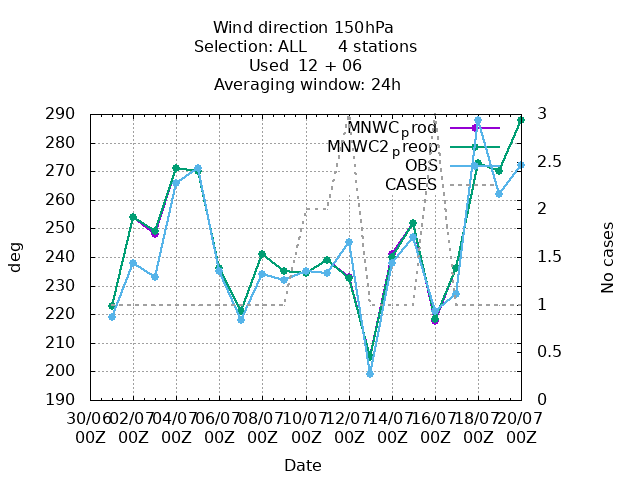 Wind direction 150hPa
Selection: ALL 4 stations
Used 12 + 06
Averaging window: 24h
290
280
270
260
250
240
230
220
210
200
190
deg
3
2.5
2
1.5
1
0.5
0
No cases
MNWCprod
MNWC2preop
OBS
CASES
30/06 02/07 04/07 06/07 08/07 10/07 12/07 14/07 16/07 18/07 20/07
00Z 00Z 00Z 00Z 00Z 00Z 00Z 00Z 00Z 00Z 00Z
Date